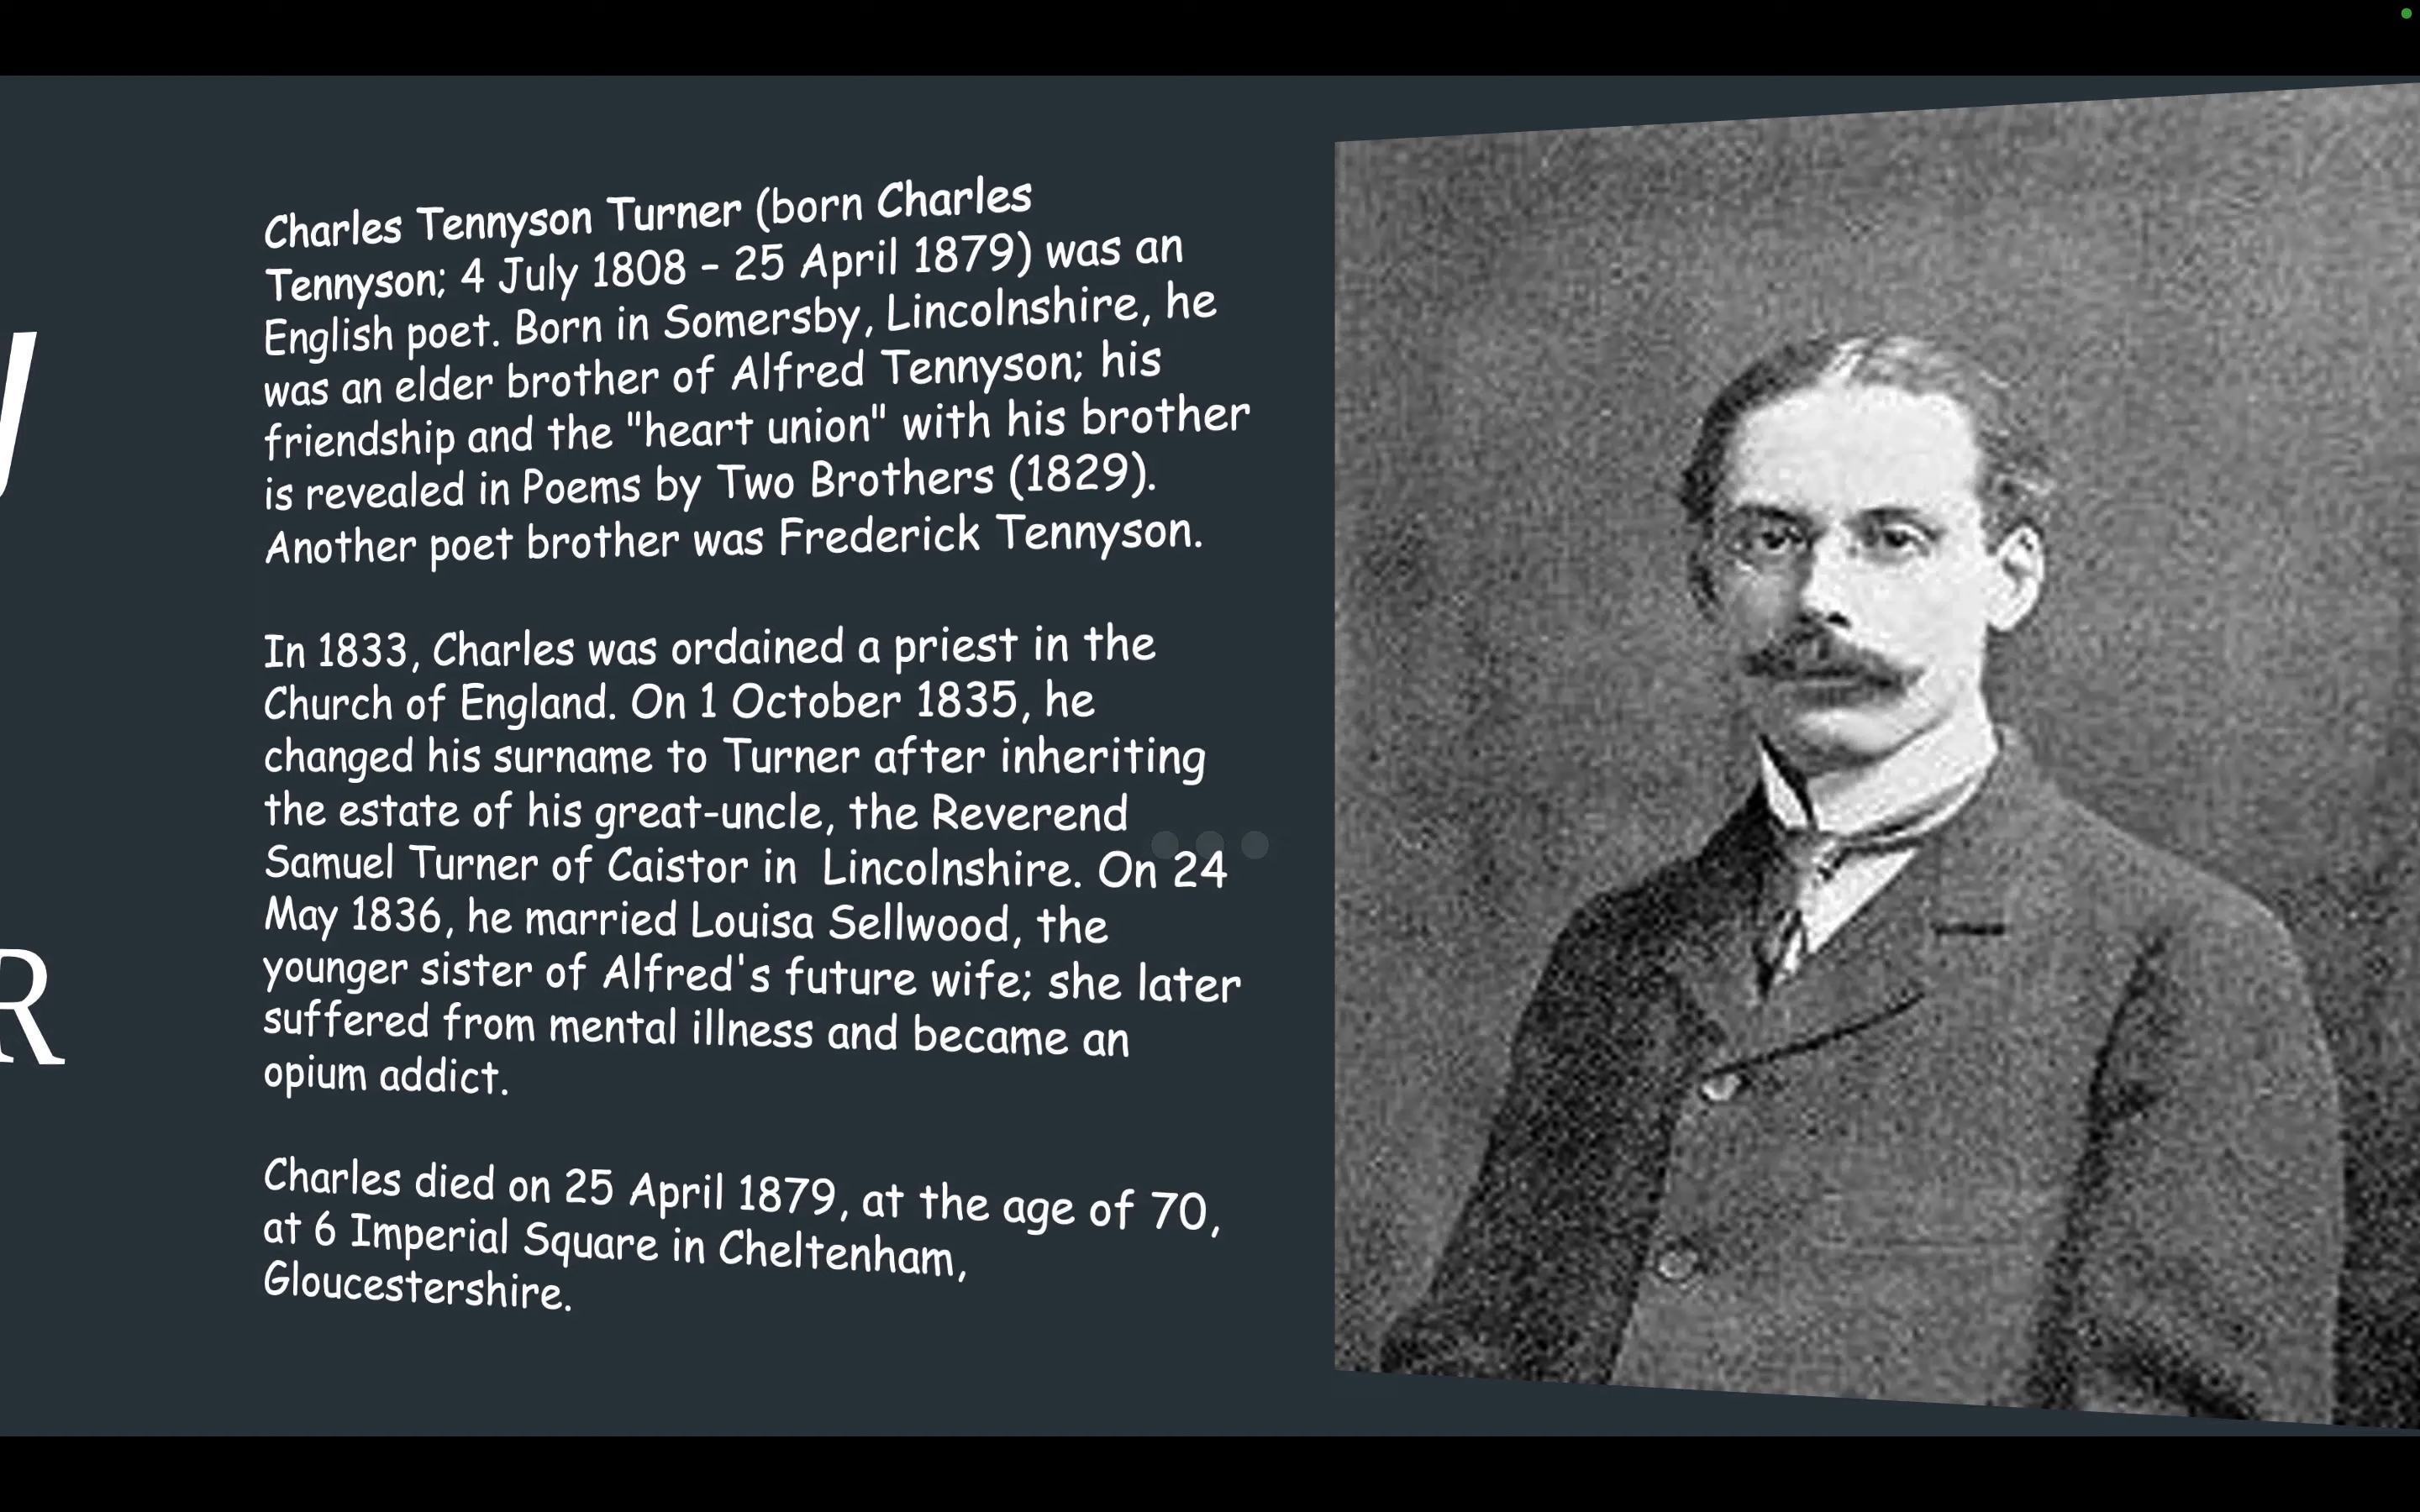 Charles Tennyson Turner (born Charles
Tennyson; 4 July 1808 – 25 April 1879) was an
English poet. Born in Somersby, Lincolnshire, he
was an elder brother of Alfred Tennyson; his
friendship and the "heart union" with his brother
is revealed in Poems by Two Brothers (1829).
Another poet brother was Frederick Tennyson.
In 1833, Charles was ordained a priest in the
Church of England. On 1 October 1835, he
changed his surname to Turner after inheriting
the estate of his great-uncle, the Reverend
Samuel Turner of Caistor in  Lincolnshire. On 24
May 1836, he married Louisa Sellwood, the
younger sister of Alfred's future wife; she later
suffered from mental illness and became an
opium addict.
Charles died on 25 April 1879, at the age of 70,
at 6 Imperial Square in Cheltenham,
Gloucestershire.